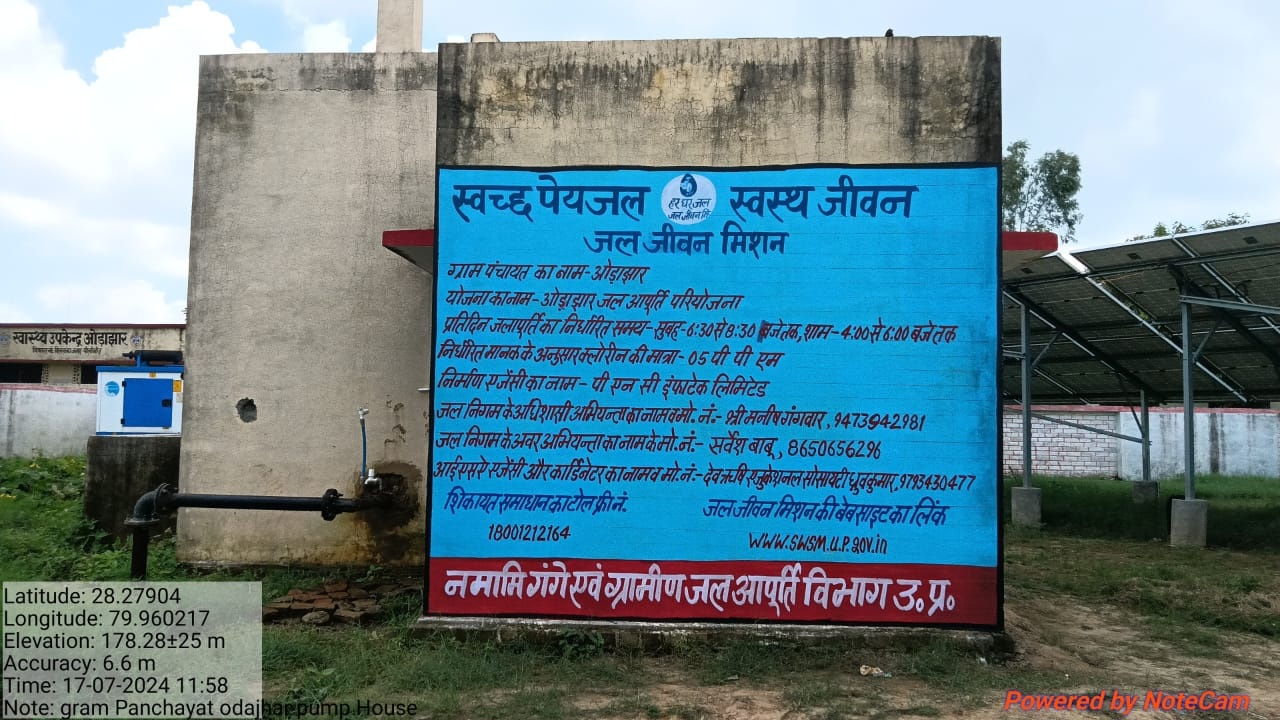 स्वच्छ पेयजल
हर घर जल
जल जीवन मि
स्वस्थ जीवन
जल जीवन मिशन
ग्राम पंचायत का नाम-ओड़ाझार
योजना का नाम-ओड़ाझार जल आपूर्ति परियोजना
प्रतिदिन जलापूर्ति का निर्धारित समय-सुबह-6:30 से 8:30 बजे तक, शाम-4:00 से 6:00 बजे तक
निर्धारित मानक के अनुसार क्लोरीन की मात्रा-05 पी पी एम
निर्माण एजेंसी का नाम-पी एन सी इंफाटेक लिमिटेड
जल निगम के अधिशासी अभियन्ता का नाम व मो. नं.-श्री मनीष गंगवार, 9473942981
जल निगम के अवर अभियन्ता का नाम के मो. नं:- सर्वेश बाबू, 8650656296
आई एस ए एजेंसी और कार्डिनेटर का नाम व मो. नं:-देवऋषि एजुकेशनल सोसायटी ध्रुवकुमार, 9793430477
शिकायत समाधान का टोल फ्री नं.
18001212164
जल जीवन मिशन की बेबसाइट का लिंक
WWW.SWSM.U.P.gov.in
नमामि गंगे एवं ग्रामीण जल आपूर्ति विभाग उ. प्र.
स्वास्थ्य उपकेन्द्र ओड़ाझार
Latitude: 28.27904
Longitude: 79.960217
Elevation: 178.28±25 m
Accuracy: 6.6 m
Time: 17-07-2024 11:58
Note: gram Panchayat odajhar pump House
Powered by NoteCam